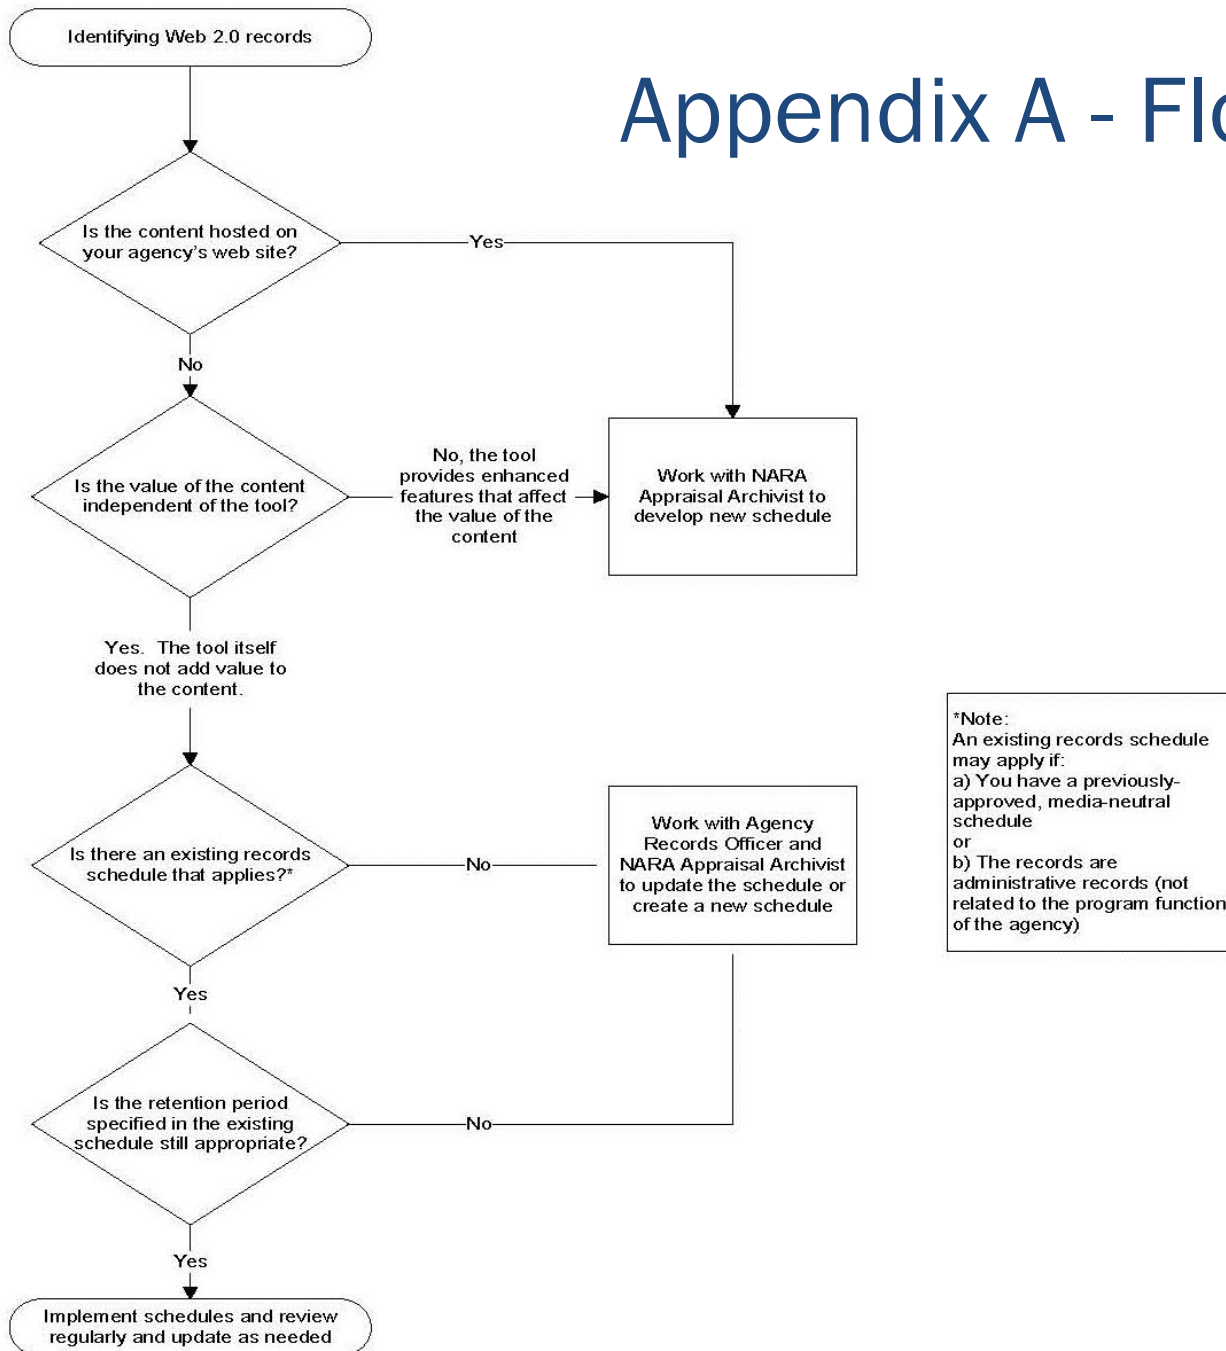 Identifying Web 2.0 records
Appendix A - Flo
Is the content hosted on
your agency's web site?
Yes
No
Is the value of the content
independent of the tool?
No, the tool
provides enhanced
features that affect
the value of the
content
Work with NARA
Appraisal Archivist to
develop new schedule
Yes. The tool itself
does not add value to
the content.
Is there an existing records
schedule that applies?*
No
Work with Agency
Records Officer and
NARA Appraisal Archivist
to update the schedule or
create a new schedule
*Note:
An existing records schedule
may apply if:
a) You have a previously-
approved, media-neutral
schedule
or
b) The records are
administrative records (not
related to the program function
of the agency)
Yes
Is the retention period
specified in the existing
schedule still appropriate?
No
Yes
Implement schedules and review
regularly and update as needed